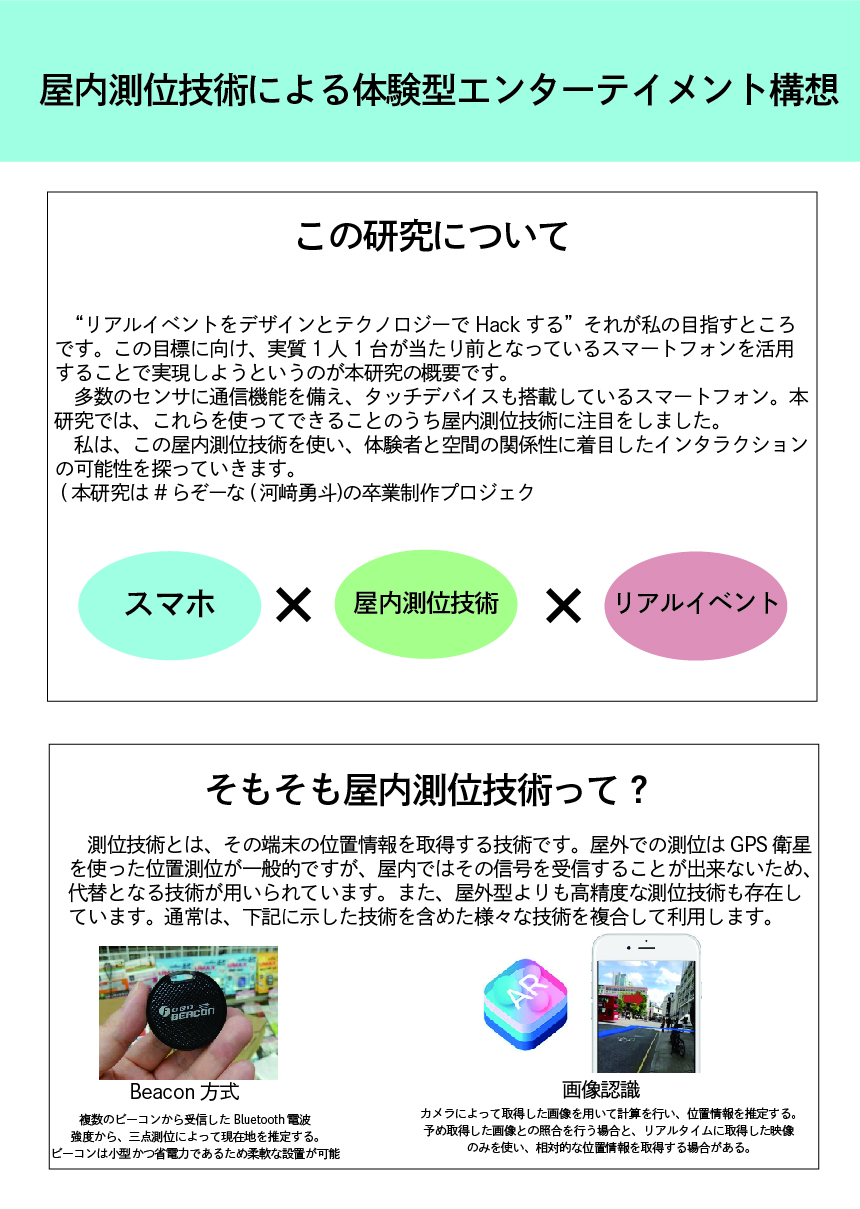 屋内測位技術による体験型エンターテイメント構想
この研究について
“リアルイベントをデザインとテクノロジーで Hack する”それが私の目指すところ
です。この目標に向け、実質 1 人 1 台が当たり前となっているスマートフォンを活用
することで実現しようというのが本研究の概要です。
多数のセンサに通信機能を備え、タッチデバイスも搭載しているスマートフォン。本
研究では、これらを使ってできることのうち屋内測位技術に注目をしました。
私は、この屋内測位技術を使い、体験者と空間の関係性に着目したインタラクション
の可能性を探っていきます。
( 本研究は # らぞーな ( 河﨑勇斗)の卒業制作プロジェク
スマホ × 屋内測位技術 × リアルイベント
そもそも屋内測位技術って？
測位技術とは、その端末の位置情報を取得する技術です。屋外での測位は GPS 衛星
を使った位置測位が一般的ですが、屋内ではその信号を受信することが出来ないため、
代替となる技術が用いられています。また、屋外型よりも高精度な測位技術も存在し
ています。通常は、下記に示した技術を含めた様々な技術を複合して利用します。
BEACON
AR
Beacon 方式
複数のビーコンから受信した Bluetooth 電波
強度から、三点測位によって現在地を推定する。
ビーコンは小型かつ省電力であるため柔軟な設置が可能
画像認識
カメラによって取得した画像を用いて計算を行い、位置情報を推定する。
予め取得した画像との照合を行う場合と、リアルタイムに取得した映像
のみを使い、相対的な位置情報を取得する場合がある。